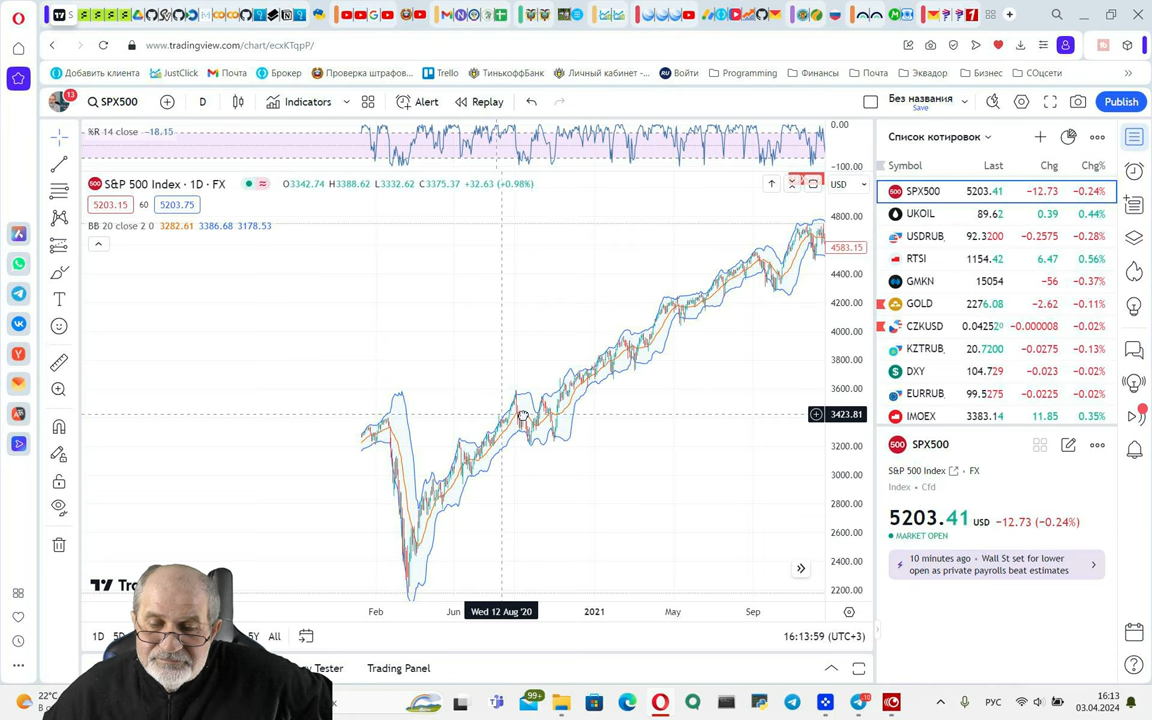 www.tradingview.com/chart/ecxKTqpP/
Добавить клиента
JustClick
Почта
Брокер
Проверка штрафов...
Trello
ТинькоффБанк
Личный кабинет -...
Войти
Programming
Финансы
Почта
Эквадор
Бизнес
СОцсети
13
SPX500
D
Indicators
Alert
Replay
Без названия
Save
Publish
%R 14 close -18.15
0.00
-100.00
S&P 500 Index · 1D · FX
O3342.74 H3388.62 L3332.62 C3375.37 +32.63 (+0.98%)
USD
5203.15 60 5203.75
BB 20 close 2 0 3282.61 3386.68 3178.53
4800.00
4583.15
4400.00
4200.00
4000.00
3800.00
3600.00
3423.81
3200.00
3000.00
2800.00
2600.00
2400.00
2200.00
Feb
Jun
Wed 12 Aug '20
2021
May
Sep
1D
5Y
All
16:13:59 (UTC+3)
Tester
Trading Panel
Список котировок
Symbol Last Chg Chg%
SPX500 5203.41 -12.73 -0.24%
UKOIL 89.62 0.39 0.44%
USDRUB 92.3200 -0.2575 -0.28%
RTSI 1154.42 6.47 0.56%
GMKN 15054 -56 -0.37%
GOLD 2276.08 -2.62 -0.11%
CZKUSD 0.042520 -0.000008 -0.02%
KZTRUB 20.7200 -0.0275 -0.13%
DXY 104.729 -0.023 -0.02%
EURRUB 99.5275 -0.0225 -0.02%
IMOEX 3383.14 11.85 0.35%
SPX500
S&P 500 Index · FX
Index • Cfd
5203.41 USD -12.73 (-0.24%)
MARKET OPEN
10 minutes ago • Wall St set for lower
open as private payrolls beat estimates
22°C
99+
РУС
16:13
03.04.2024